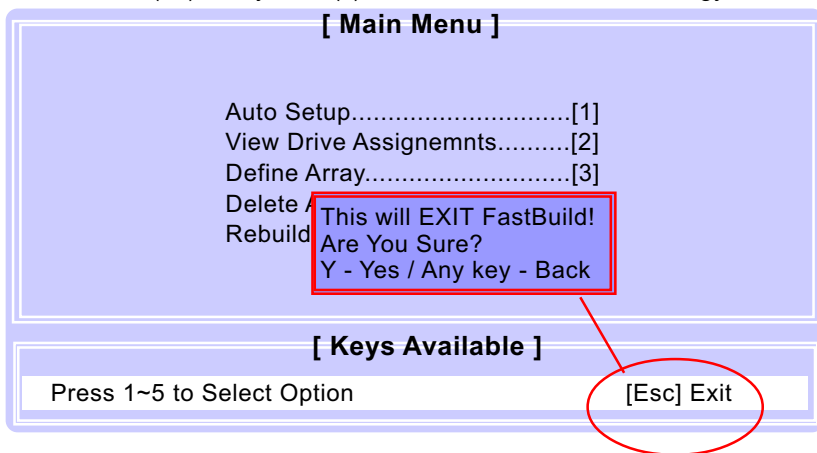 [ Main Menu ]
Auto Setup..............................[1]
View Drive Assignemnts..........[2]
Define Array............................[3]
Delete
Rebuild
This will EXIT FastBuild!
Are You Sure?
Y - Yes / Any key - Back
[ Keys Available ]
Press 1~5 to Select Option [Esc] Exit